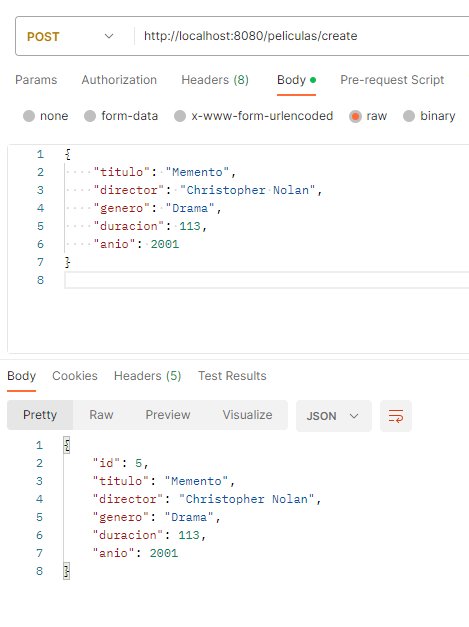 POST http://localhost:8080/peliculas/create
Params Authorization Headers (8) Body Pre-request Script
none form-data x-www-form-urlencoded raw binary
1 {
2 "titulo": "Memento",
3 "director": "Christopher Nolan",
4 "genero": "Drama",
5 "duracion": 113,
6 "anio": 2001
7 }
8
Body Cookies Headers (5) Test Results
Pretty Raw Preview Visualize JSON
1 {
2 "id": 5,
3 "titulo": "Memento",
4 "director": "Christopher Nolan",
5 "genero": "Drama",
6 "duracion": 113,
7 "anio": 2001
8 }